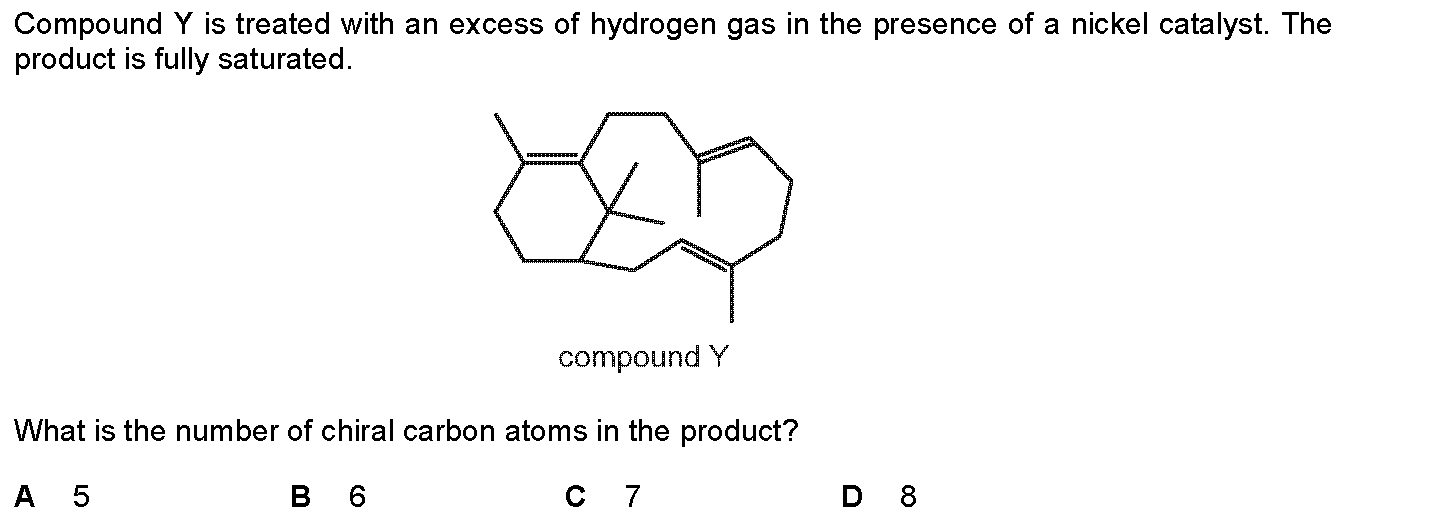 Compound Y is treated with an excess of hydrogen gas in the presence of a nickel catalyst. The
product is fully saturated.
compound Y
What is the number of chiral carbon atoms in the product?
A 5 B 6 C 7 D 8